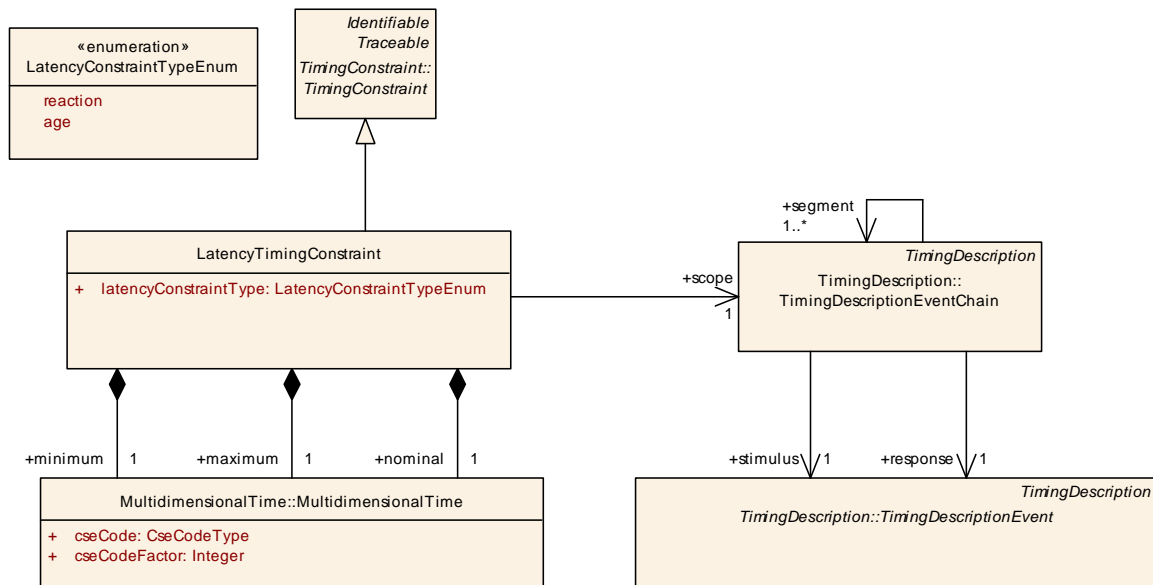 «enumeration»
LatencyConstraintTypeEnum
reaction
age
Identifiable
Traceable
TimingConstraint::
TimingConstraint
LatencyTimingConstraint
+ latencyConstraintType: LatencyConstraintTypeEnum
+scope
1
+segment
1..*
TimingDescription
TimingDescription::
TimingDescriptionEventChain
+minimum 1
+maximum 1
+nominal 1
+stimulus 1
+response 1
MultidimensionalTime::MultidimensionalTime
+ cseCode: CseCodeType
+ cseCodeFactor: Integer
TimingDescription
TimingDescription::TimingDescriptionEvent